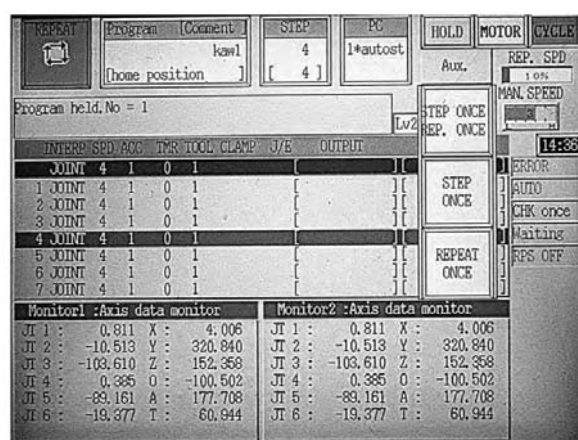 REPEAT Program [Comment ] STEP PC HOLD MOTOR CYCLE
kaw1 4 1*autost
[home position ] [ 4 ] Aux. REP. SPD
10%
MAN. SPEED
Program held. No = 1
Lv2
STEP ONCE
REP. ONCE
L H
14:36
INTERP SPD ACC TMR TOOL CLAMP J/E OUTPUT
JOINT 4 1 0 1 [ ][ ] ERROR
1 JOINT 4 1 0 1 [ ][ STEP ] AUTO
2 JOINT 4 1 0 1 [ ][ ONCE ]
3 JOINT 4 1 0 1 [ ][ ] CHK once
4 JOINT 4 1 0 1 [ ][ ] Waiting
5 JOINT 4 1 0 1 [ ][ REPEAT ] RPS OFF
6 JOINT 4 1 0 1 [ ][ ONCE ]
7 JOINT 4 1 0 1 [ ][ ]
Monitor1 :Axis data monitor
JT 1 : 0.811 X : 4.006
JT 2 : -10.513 Y : 320.840
JT 3 : -103.610 Z : 152.358
JT 4 : 0.385 O : -100.502
JT 5 : -89.161 A : 177.708
JT 6 : -19.377 T : 60.944
Monitor2 :Axis data monitor
JT 1 : 0.811 X : 4.006
JT 2 : -10.513 Y : 320.840
JT 3 : -103.610 Z : 152.358
JT 4 : 0.385 O : -100.502
JT 5 : -89.161 A : 177.708
JT 6 : -19.377 T : 60.944